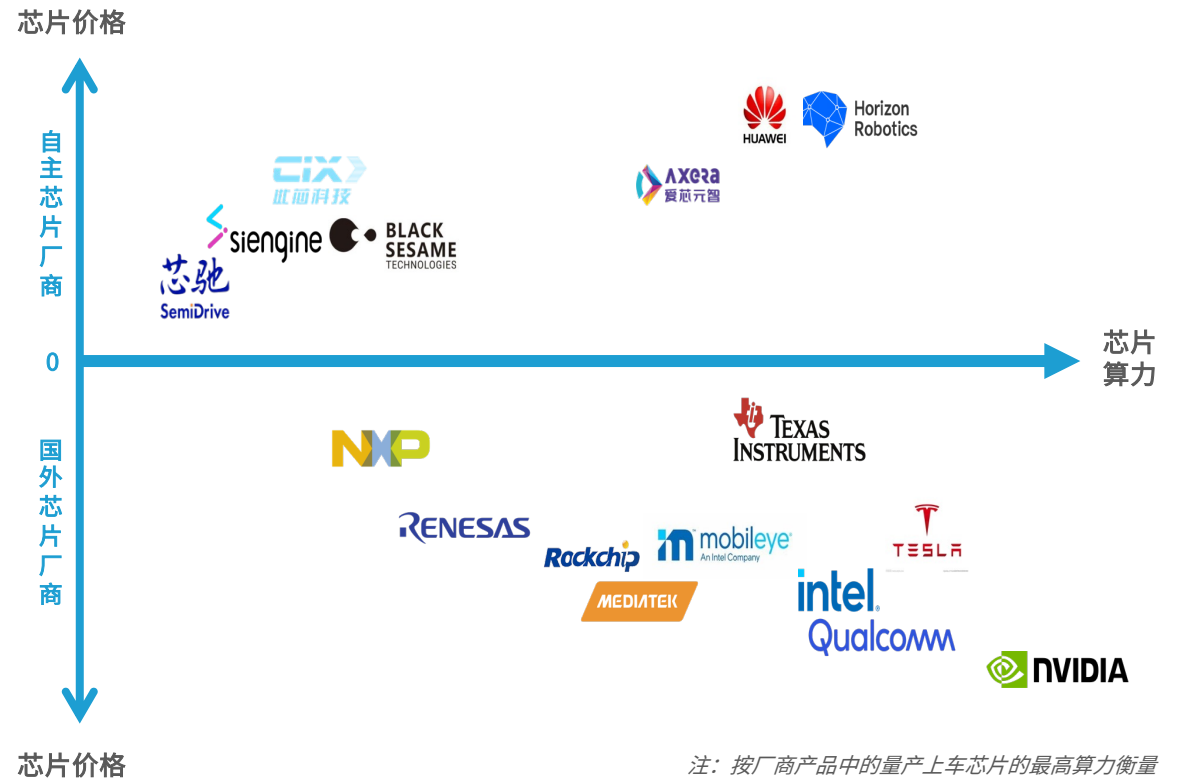 芯片价格
自主芯片厂商
HUAWEI
Horizon
Robotics
CIX
此芯科技
AXERA
爱芯元智
Siengine
BLACK
SESAME
TECHNOLOGIES
芯驰
SemiDrive
0
芯片
算力
国外芯片厂商
NXP
TEXAS
INSTRUMENTS
RENESAS
Rockchip
mobileye
An Intel Company
TESLA
MEDIATEK
intel
Qualcomm
NVIDIA
芯片价格
注：按厂商产品中的量产上车芯片的最高算力衡量